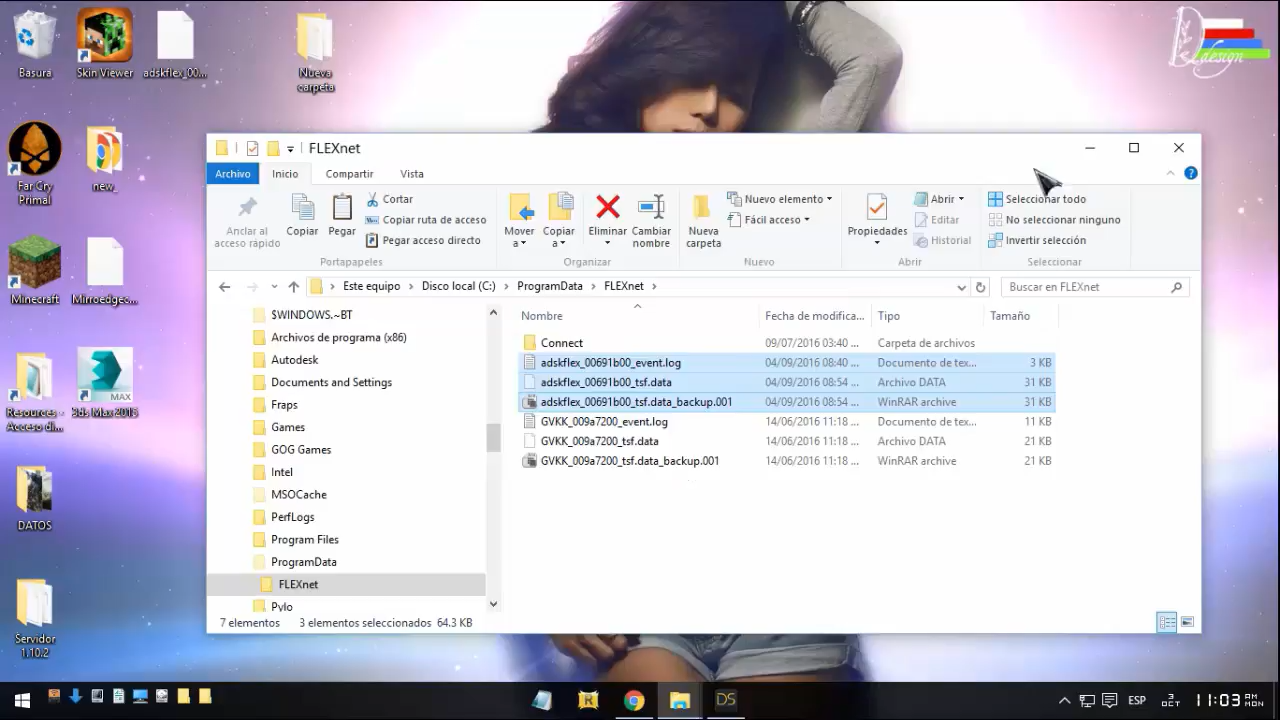 Basura
Skin Viewer
adskflex_00...
Nueva
carpeta
design
Far Cry
Primal
new_
Minecraft
Mirroedgec...
Resources -
Acceso di...
3ds Max 2015
MAX
DATOS
Servidor
1.10.2
FLEXnet
Archivo
Inicio
Compartir
Vista
Anclar al
acceso rápido
Copiar
Pegar
Cortar
Copiar ruta de acceso
Pegar acceso directo
Portapapeles
Mover
a
Copiar
a
Eliminar
Cambiar
nombre
Organizar
Nueva
carpeta
Nuevo elemento
Fácil acceso
Nuevo
Propiedades
Abrir
Editar
Historial
Abrir
Seleccionar todo
No seleccionar ninguno
Invertir selección
Seleccionar
Este equipo > Disco local (C:) > ProgramData > FLEXnet >
Buscar en FLEXnet
$WINDOWS.~BT
Archivos de programa (x86)
Autodesk
Documents and Settings
Fraps
Games
GOG Games
Intel
MSOCache
PerfLogs
Program Files
ProgramData
FLEXnet
Pylo
Nombre Fecha de modifica... Tipo Tamaño
Connect 09/07/2016 03:40 ... Carpeta de archivos
adskflex_00691b00_event.log 04/09/2016 08:40 ... Documento de tex... 3 KB
adskflex_00691b00_tsf.data 04/09/2016 08:54 ... Archivo DATA 31 KB
adskflex_00691b00_tsf.data_backup.001 04/09/2016 08:54 ... WinRAR archive 31 KB
GVKK_009a7200_event.log 14/06/2016 11:18 ... Documento de tex... 11 KB
GVKK_009a7200_tsf.data 14/06/2016 11:18 ... Archivo DATA 21 KB
GVKK_009a7200_tsf.data_backup.001 14/06/2016 11:18 ... WinRAR archive 21 KB
7 elementos 3 elementos seleccionados 64.3 KB
R
DS
ESP
3
OCT
11:03 AM
MON